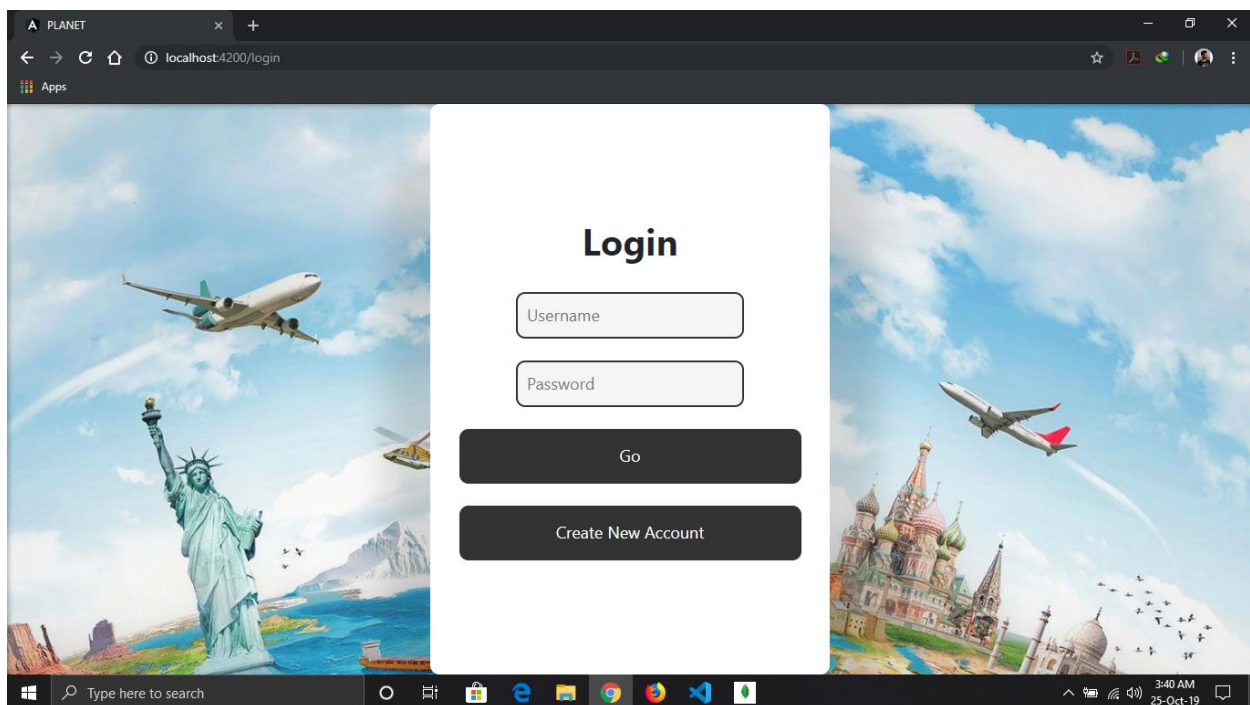 PLANET
localhost:4200/login
Apps
Login
Username
Password
Go
Create New Account
Type here to search
3:40 AM
25-Oct-19